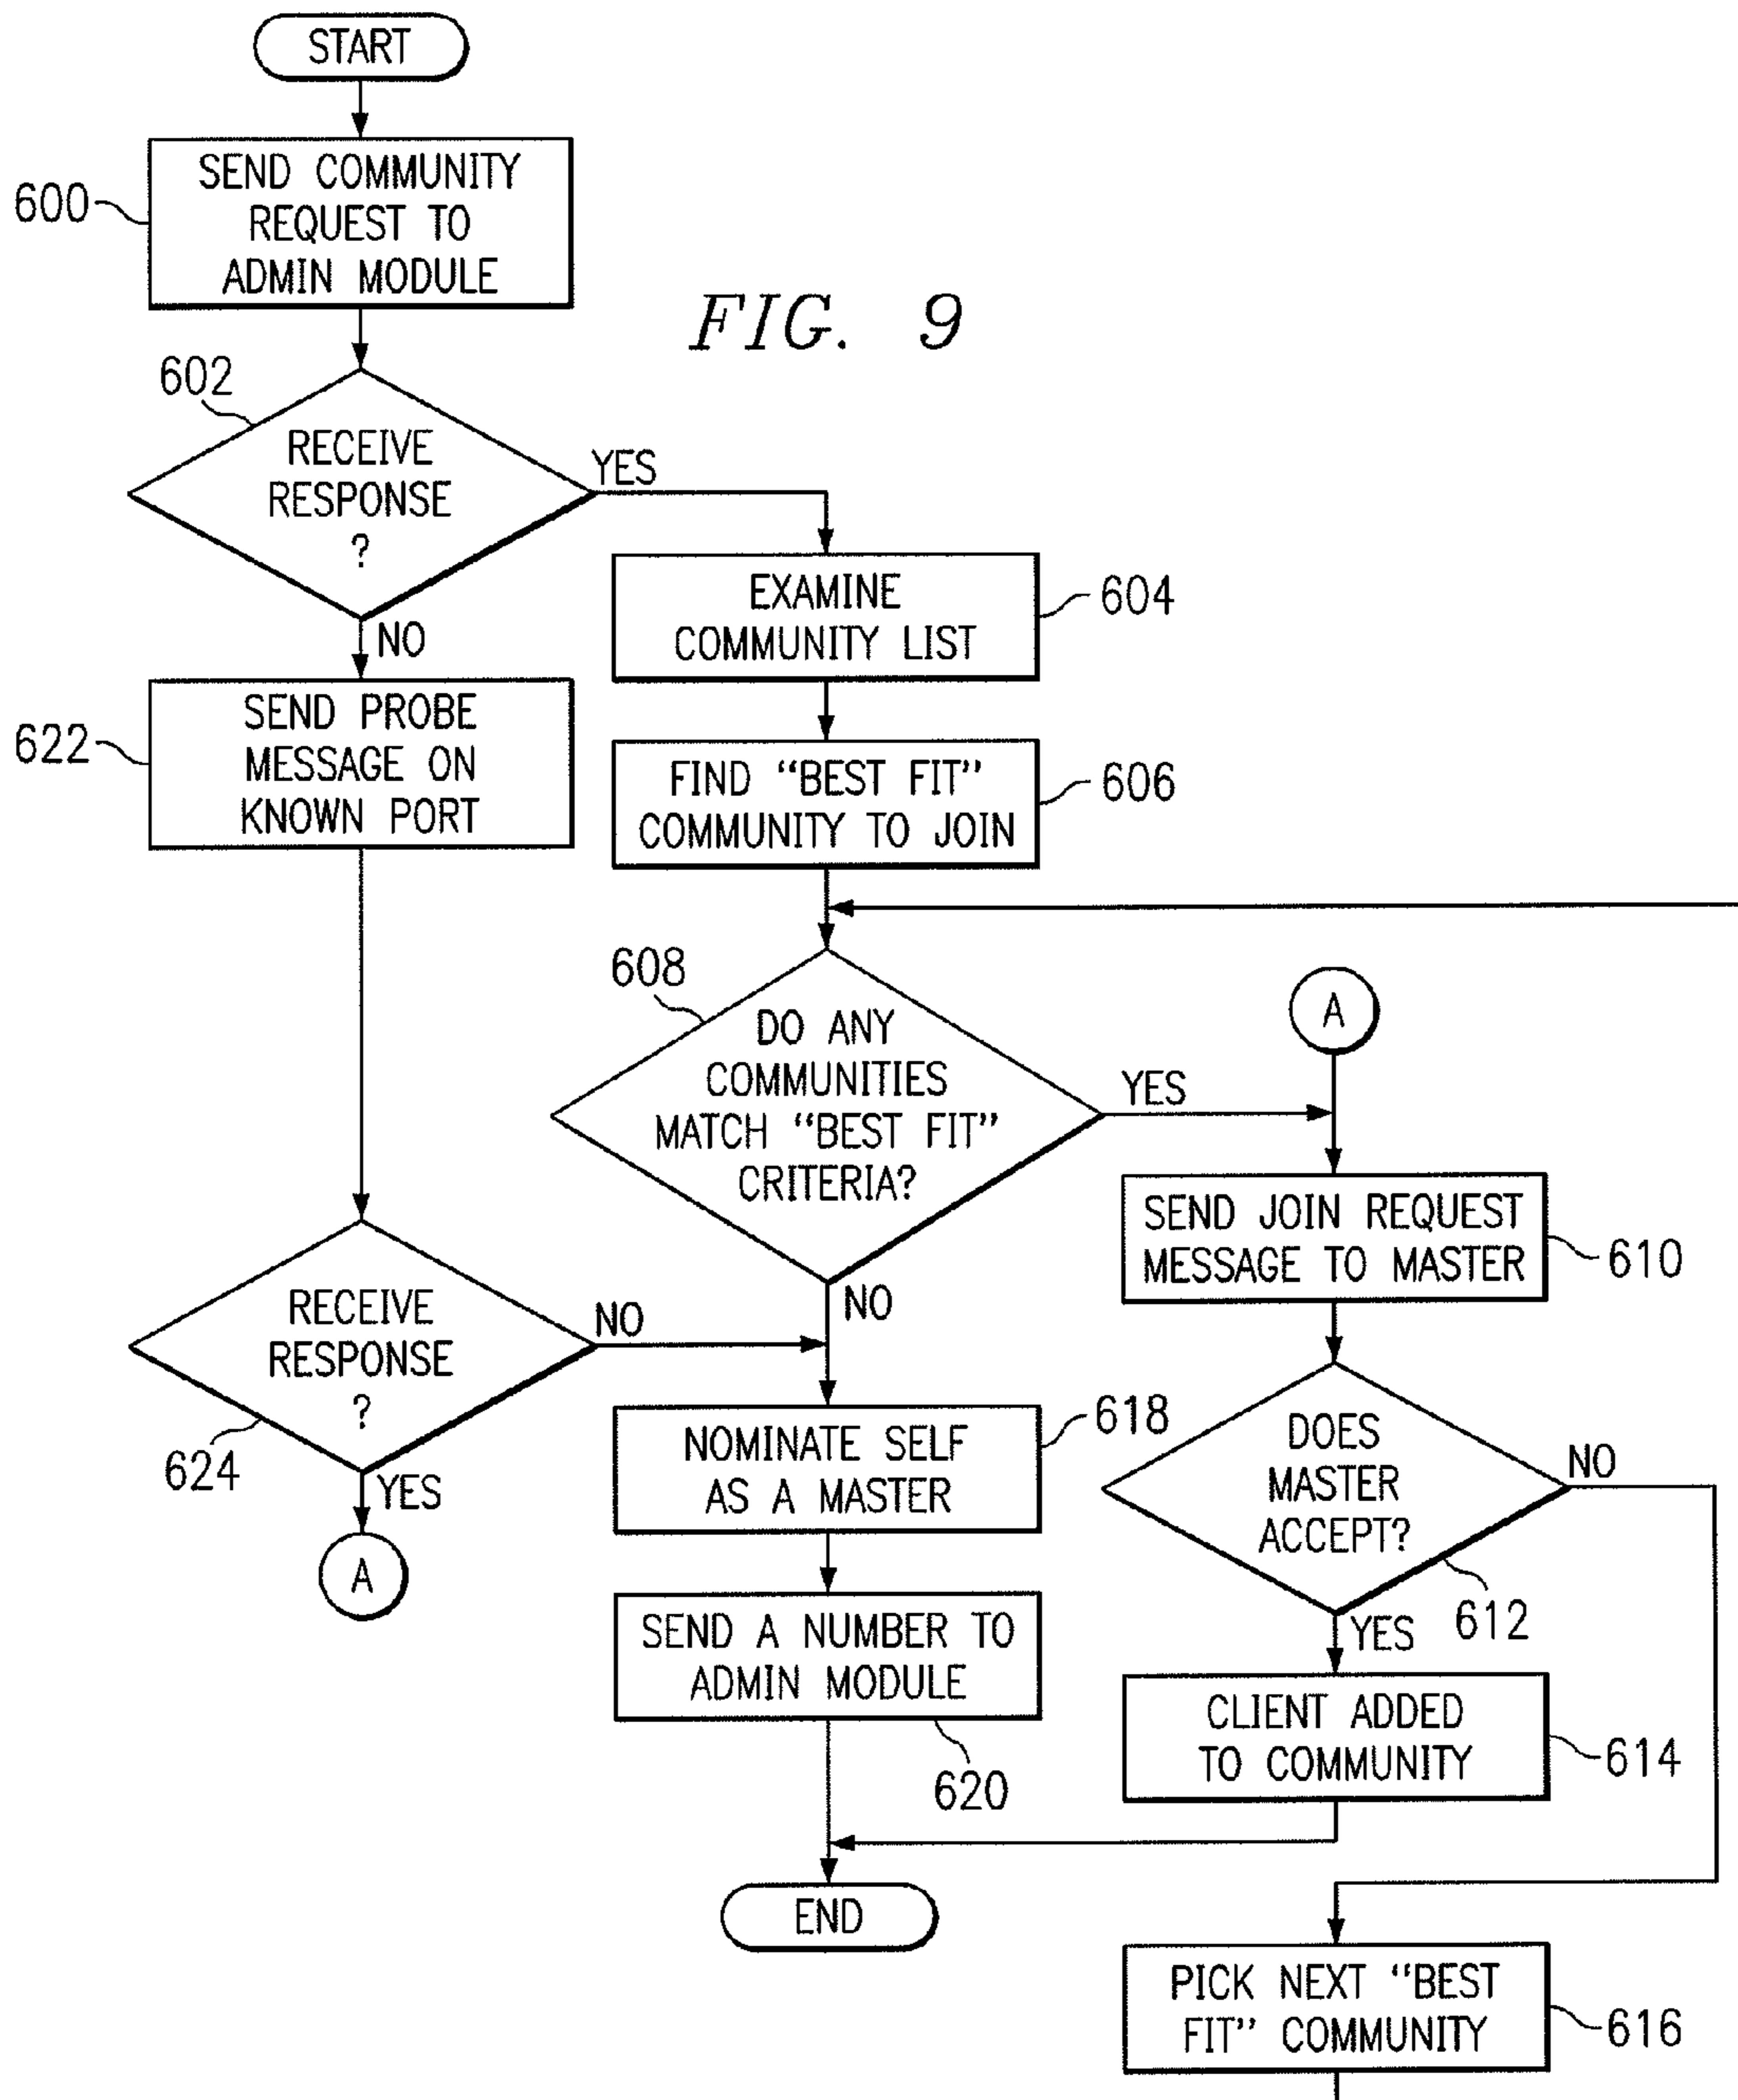 START
SEND COMMUNITY
REQUEST TO
ADMIN MODULE
600
FIG. 9
602
RECEIVE
RESPONSE
?
YES
NO
EXAMINE
COMMUNITY LIST
604
SEND PROBE
MESSAGE ON
KNOWN PORT
622
FIND “BEST FIT”
COMMUNITY TO JOIN
606
608
DO ANY
COMMUNITIES
MATCH “BEST FIT”
CRITERIA?
YES
NO
A
SEND JOIN REQUEST
MESSAGE TO MASTER
610
RECEIVE
RESPONSE
?
624
NO
YES
A
NOMINATE SELF
AS A MASTER
618
DOES
MASTER
ACCEPT?
NO
612
YES
SEND A NUMBER TO
ADMIN MODULE
620
CLIENT ADDED
TO COMMUNITY
614
END
PICK NEXT “BEST
FIT” COMMUNITY
616